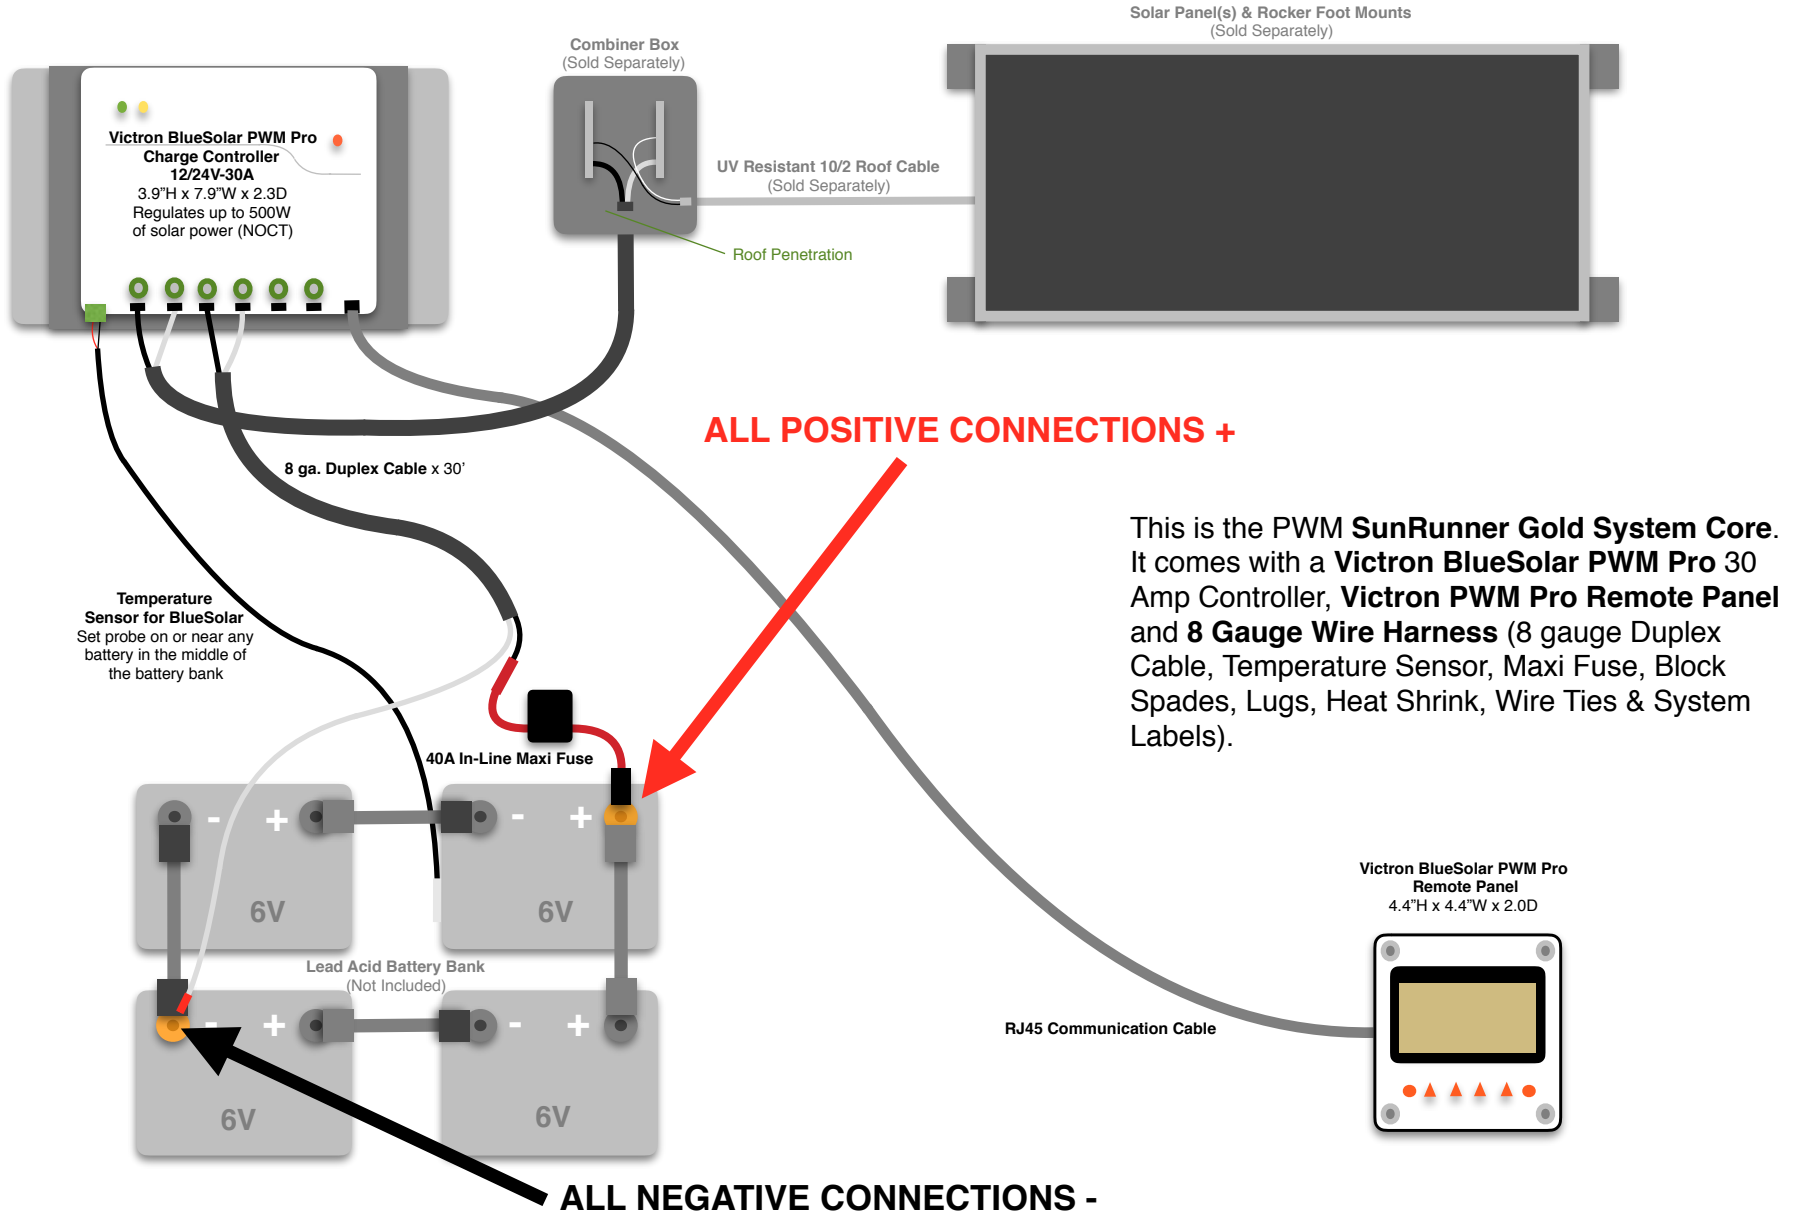 Solar Panel(s) & Rocker Foot Mounts
(Sold Separately)
Combiner Box
(Sold Separately)
Victron BlueSolar PWM Pro
Charge Controller
12/24V-30A
3.9”H x 7.9”W x 2.3D
Regulates up to 500W
of solar power (NOCT)
UV Resistant 10/2 Roof Cable
(Sold Separately)
Roof Penetration
ALL POSITIVE CONNECTIONS +
8 ga. Duplex Cable x 30’
This is the PWM SunRunner Gold System Core.
It comes with a Victron BlueSolar PWM Pro 30
Amp Controller, Victron PWM Pro Remote Panel
and 8 Gauge Wire Harness (8 gauge Duplex
Cable, Temperature Sensor, Maxi Fuse, Block
Spades, Lugs, Heat Shrink, Wire Ties & System
Labels).
Temperature
Sensor for BlueSolar
Set probe on or near any
battery in the middle of
the battery bank
40A In-Line Maxi Fuse
- + - +
6V 6V
Lead Acid Battery Bank
(Not Included)
- + - +
6V 6V
Victron BlueSolar PWM Pro
Remote Panel
4.4”H x 4.4”W x 2.0D
RJ45 Communication Cable
ALL NEGATIVE CONNECTIONS -